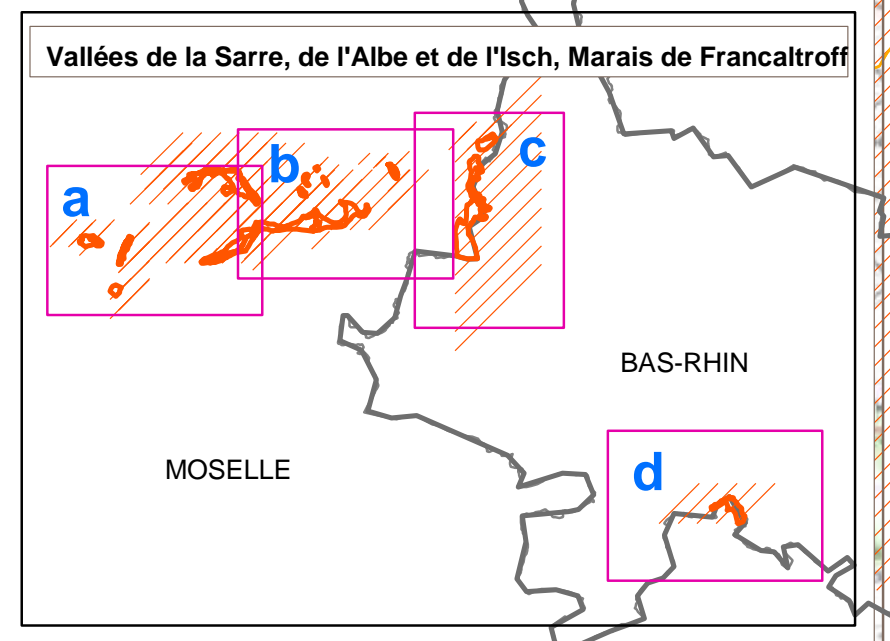 Vallées de la Sarre, de l'Albe et de l'Isch, Marais de Francaltroff
b
c
a
BAS-RHIN
MOSELLE
d